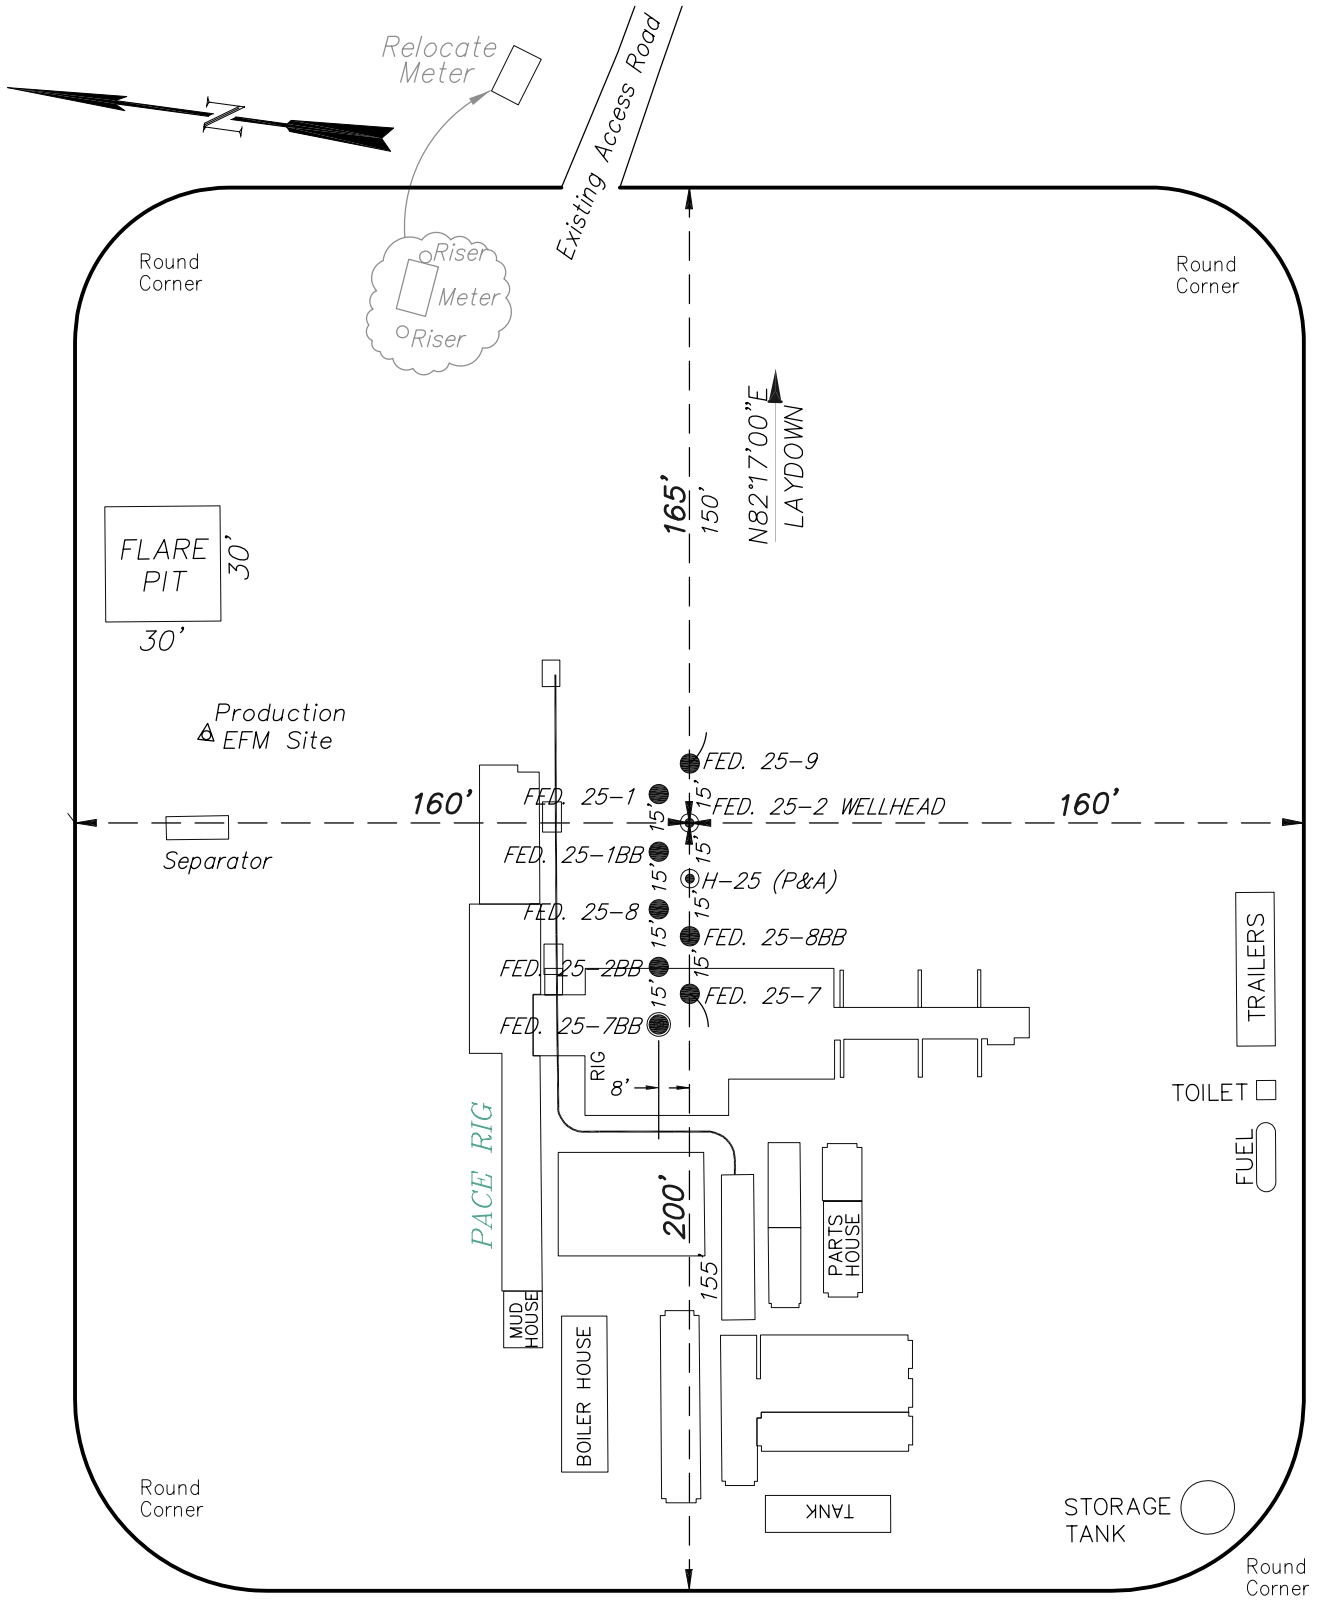 Relocate
Meter
N
Existing Access Road
Round
Corner
Riser
Meter
Riser
Round
Corner
165'
150'
N82°17'00"E
LAYDOWN
FLARE
PIT
30'
30'
Production
EFM Site
FED. 25-9
FED. 25-1
15'
15'
160'
FED. 25-2 WELLHEAD
160'
Separator
FED. 25-1BB
15'
15'
H-25 (P&A)
FED. 25-8
15'
15'
FED. 25-8BB
FED. 25-2BB
15'
15'
FED. 25-7
FED. 25-7BB
RIG
8'
TRAILERS
TOILET
FUEL
PACE RIG
200'
155'
PARTS
HOUSE
MUD
HOUSE
BOILER HOUSE
TANK
STORAGE
TANK
Round
Corner
Round
Corner